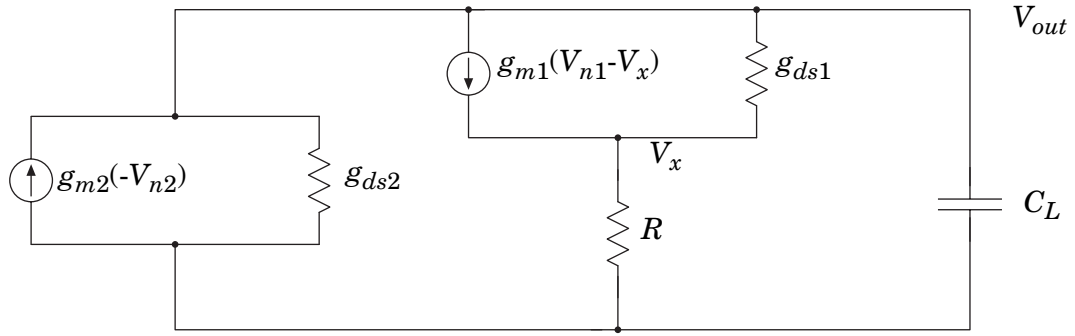 V_out
g_m1(V_n1-V_x)
g_ds1
V_x
g_m2(-V_n2)
g_ds2
R
C_L